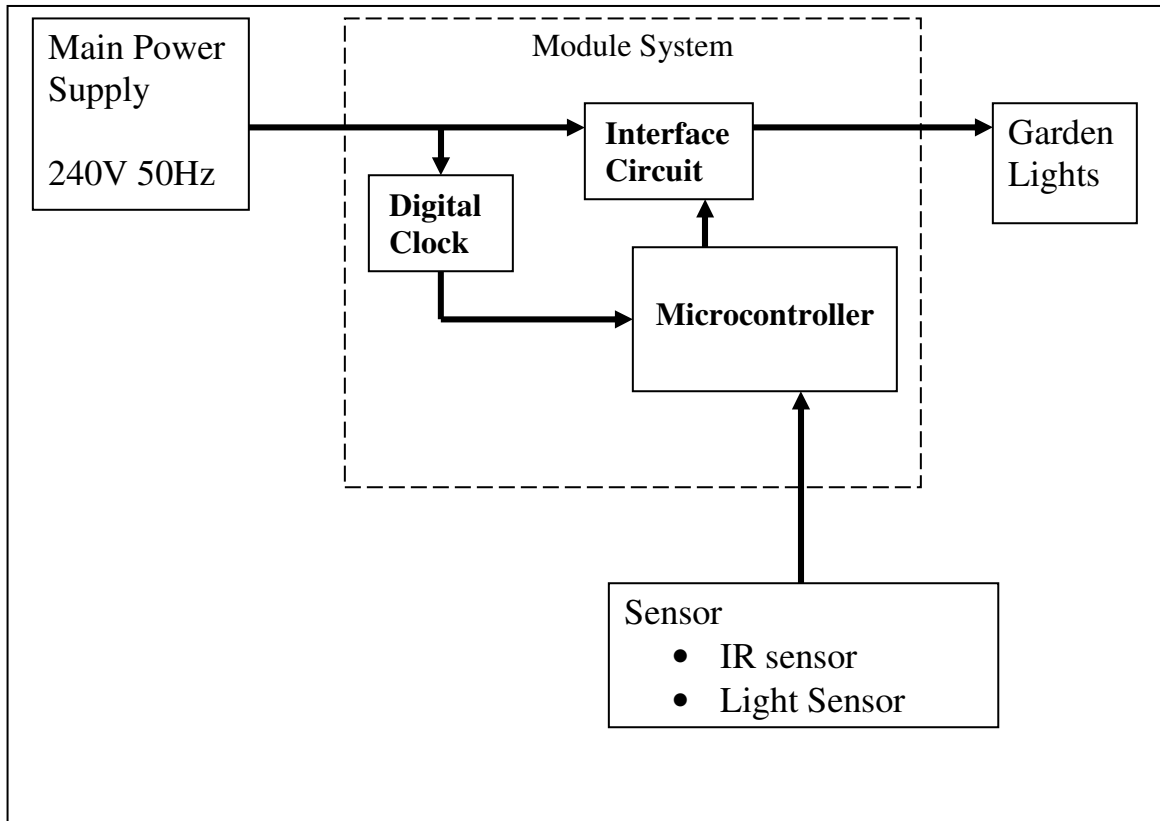 Main Power
Supply
240V 50Hz
Module System
Interface
Circuit
Garden
Lights
Digital
Clock
Microcontroller
Sensor
• IR sensor
• Light Sensor